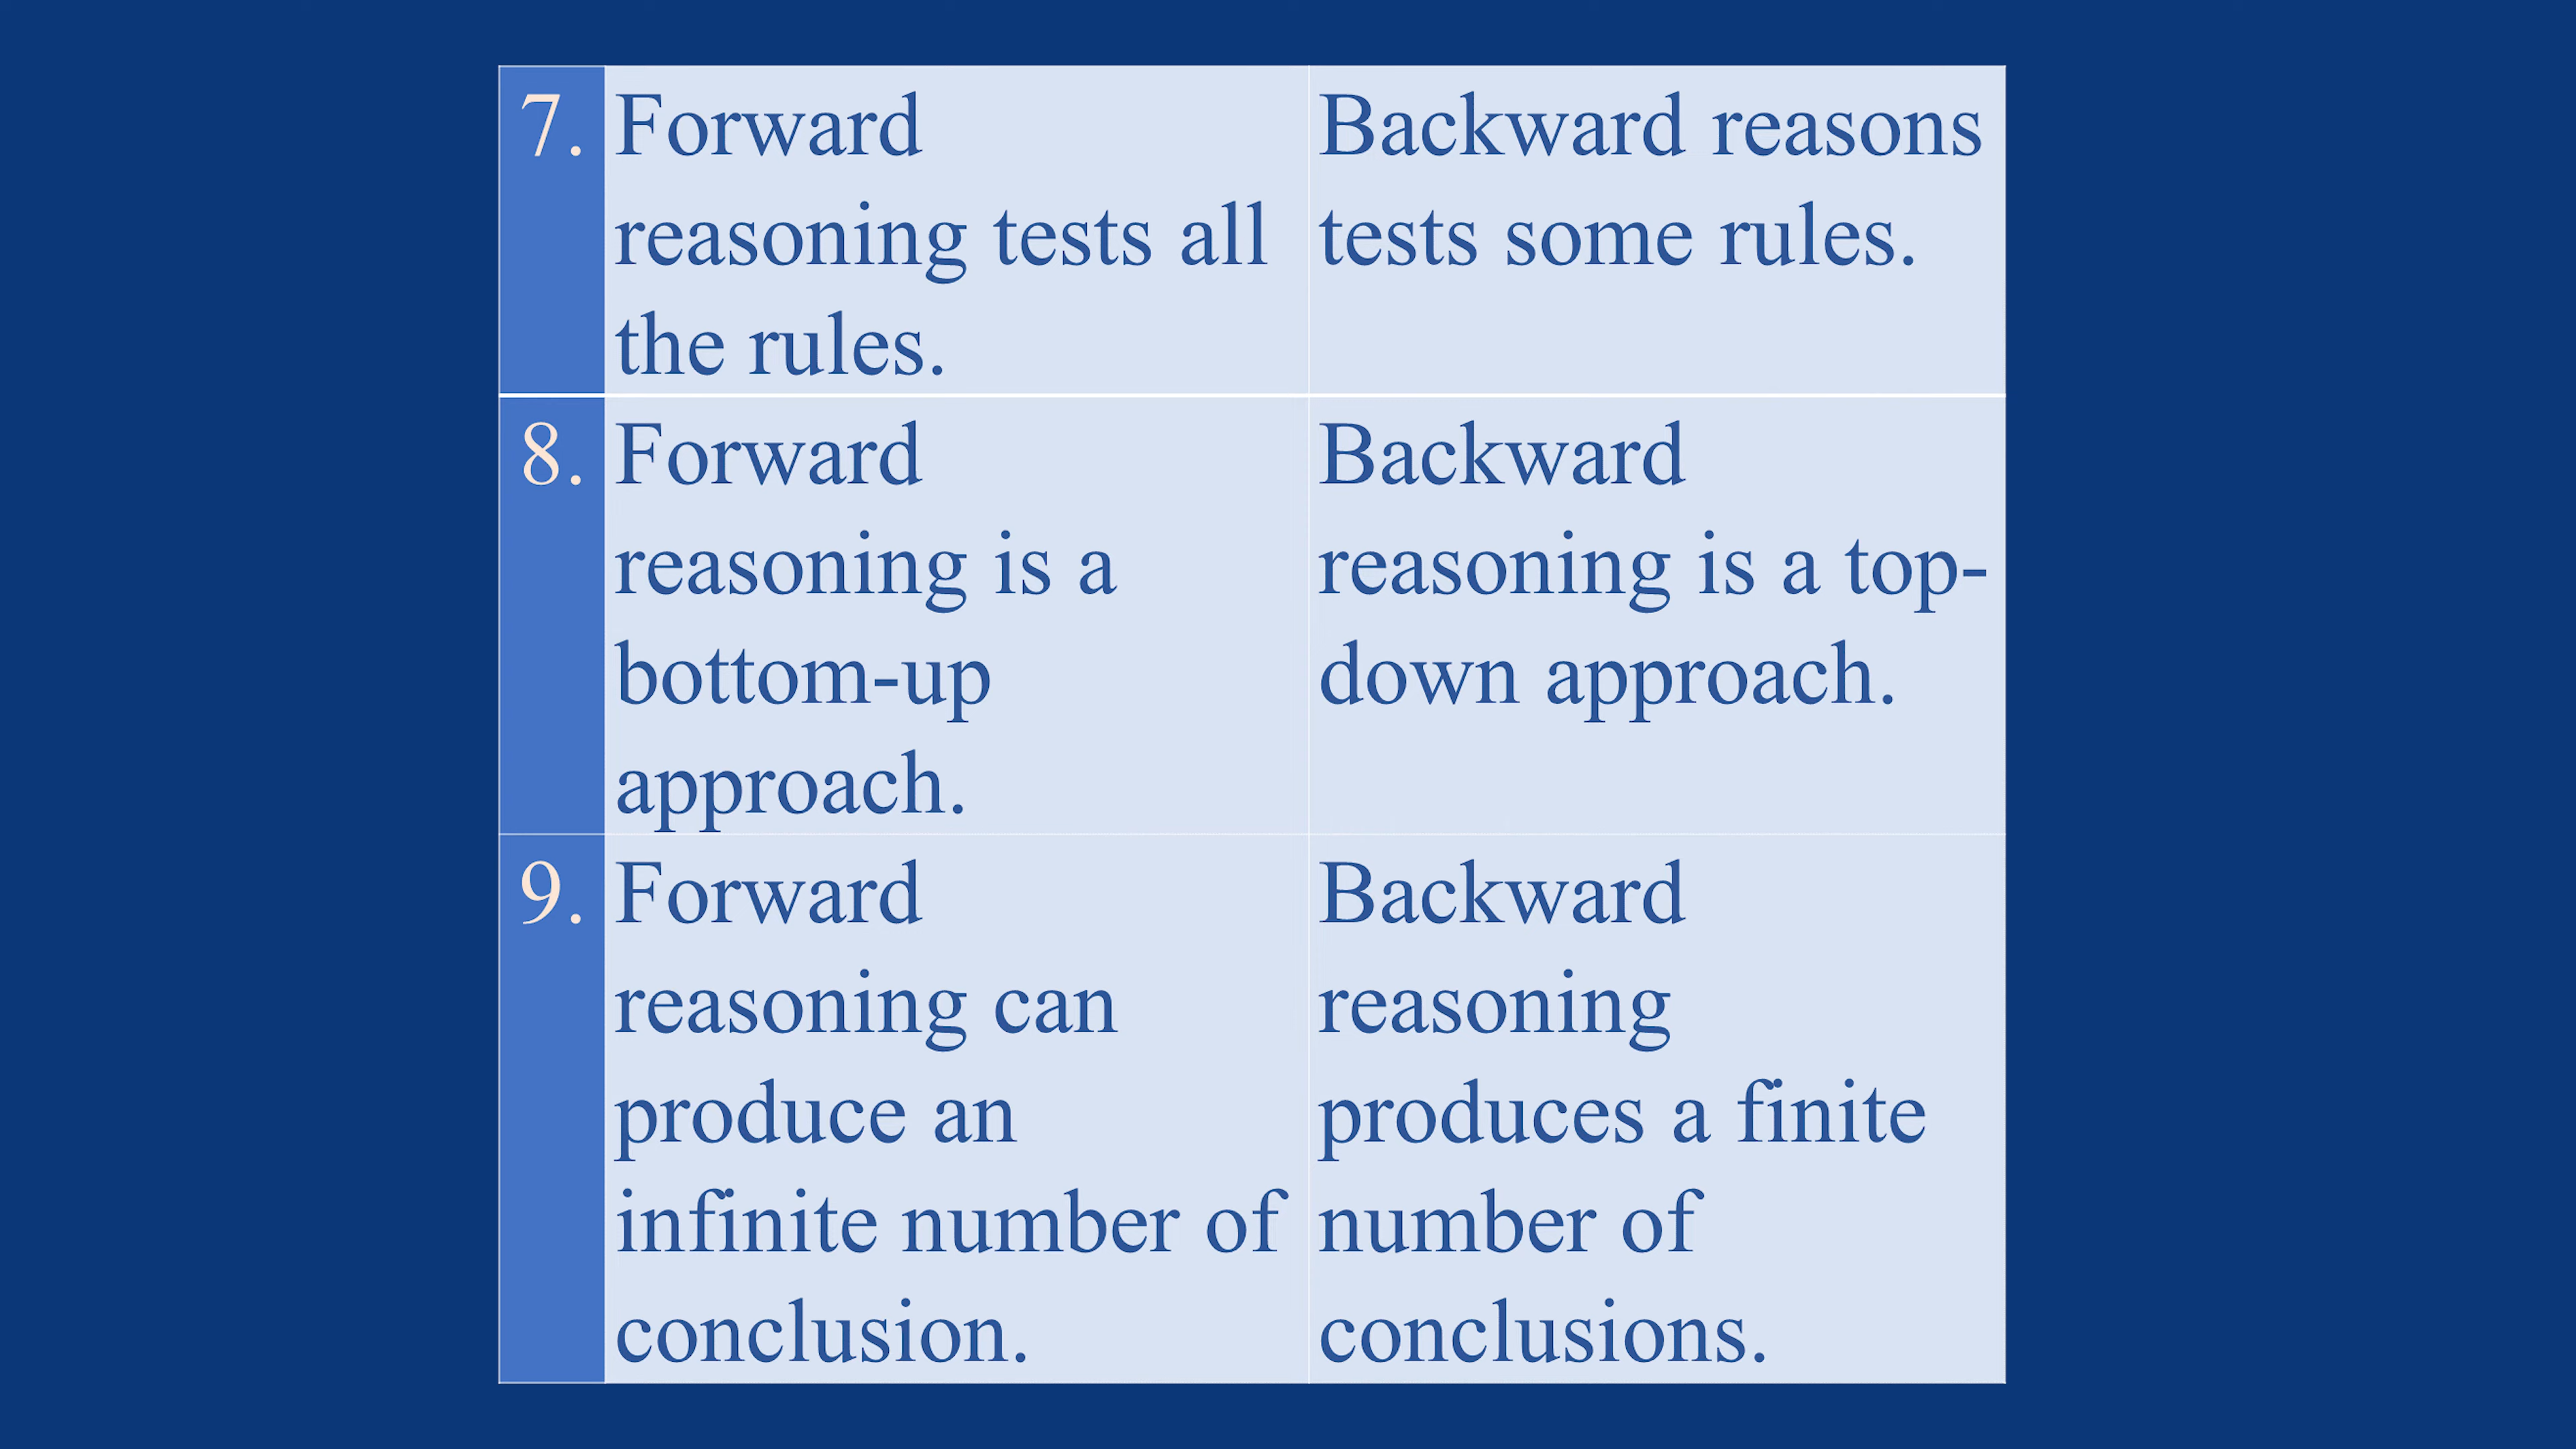 7.
Forward
reasoning tests all
the rules.
Backward reasons
tests some rules.
8.
Forward
reasoning is a
bottom-up
approach.
Backward
reasoning is a top-
down approach.
9.
Forward
reasoning can
produce an
infinite number of
conclusion.
Backward
reasoning
produces a finite
number of
conclusions.